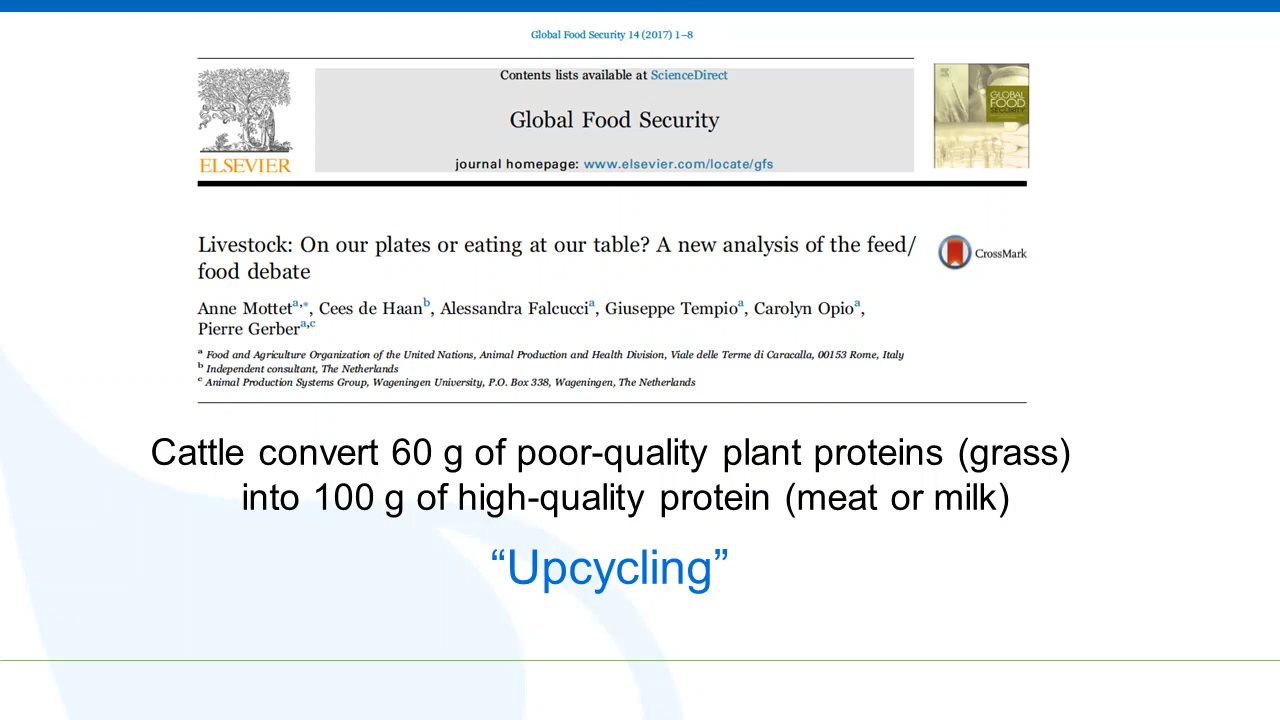 Global Food Security 14 (2017) 1–8
Contents lists available at ScienceDirect
Global Food Security
journal homepage: www.elsevier.com/locate/gfs
ELSEVIER
GLOBAL
FOOD
SECURITY
Livestock: On our plates or eating at our table? A new analysis of the feed/
food debate
CrossMark
Anne Mottet a,*, Cees de Haan b, Alessandra Falcucci a, Giuseppe Tempio a, Carolyn Opio a,
Pierre Gerber a,c
a Food and Agriculture Organization of the United Nations, Animal Production and Health Division, Viale delle Terme di Caracalla, 00153 Rome, Italy
b Independent consultant, The Netherlands
c Animal Production Systems Group, Wageningen University, P.O. Box 338, Wageningen, The Netherlands
Cattle convert 60 g of poor-quality plant proteins (grass)
into 100 g of high-quality protein (meat or milk)
“Upcycling”